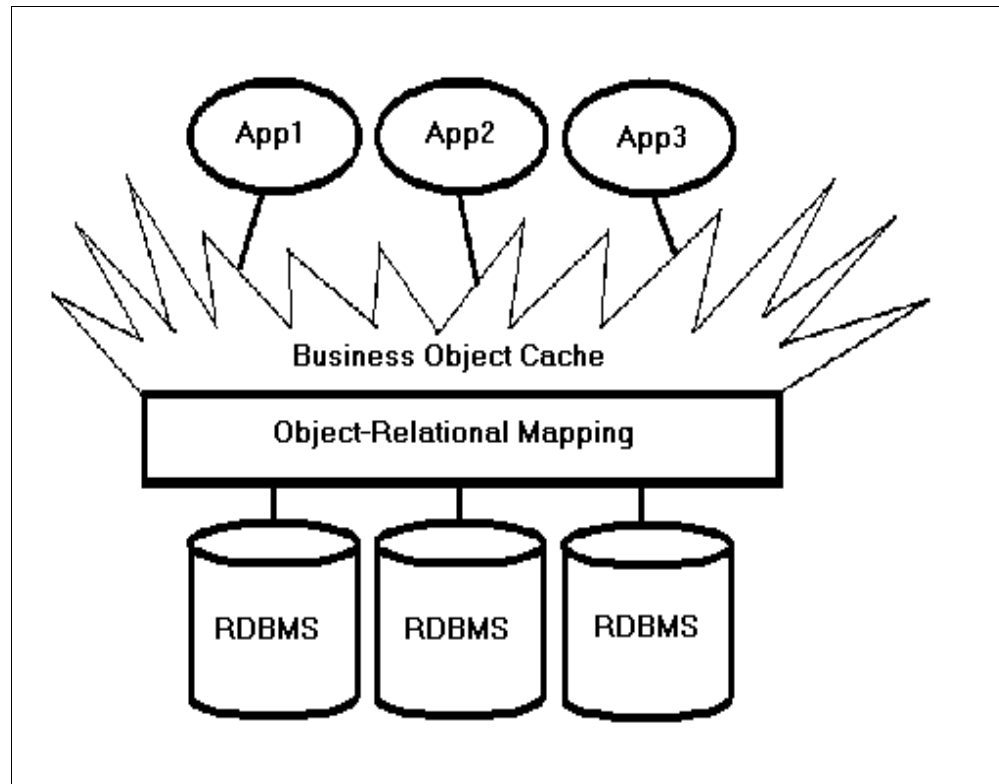 App1
App2
App3
Business Object Cache
Object-Relational Mapping
RDBMS
RDBMS
RDBMS